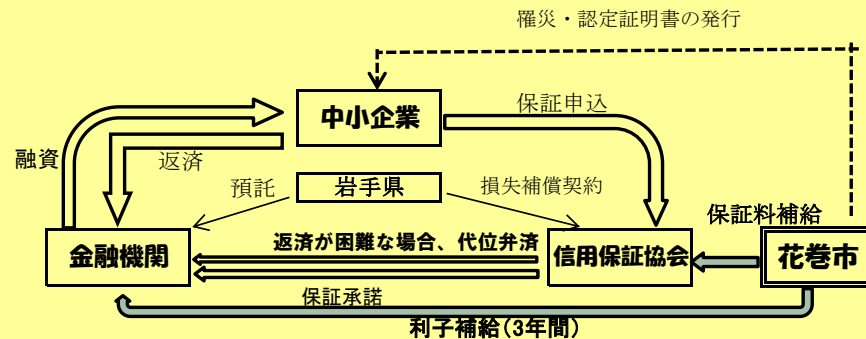 罹災・認定証明書の発行
中小企業
保証申込
融資
返済
預託
岩手県
損失補償契約
保証料補給
金融機関
返済が困難な場合、代位弁済
信用保証協会
花巻市
保証承諾
利子補給(3年間)